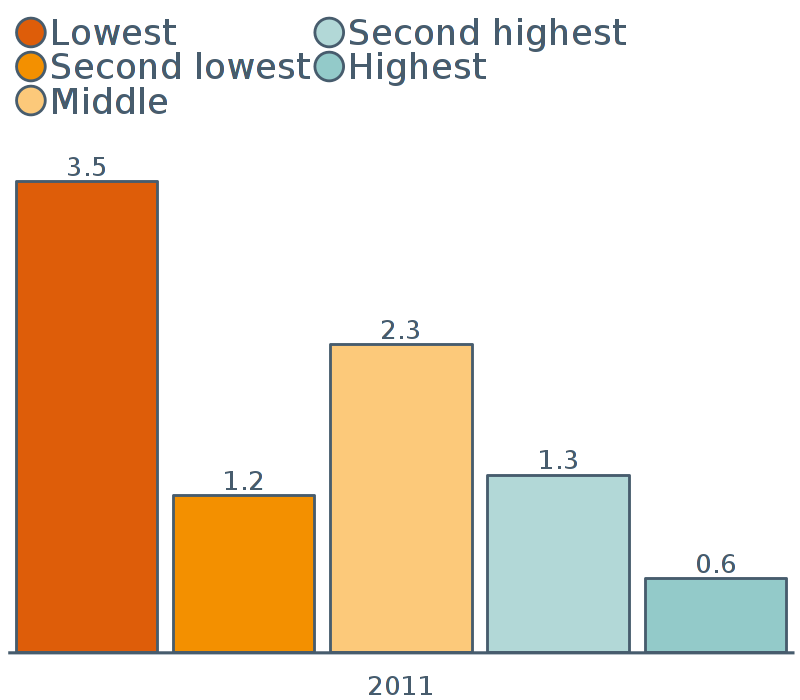 Lowest
Second lowest
Middle
Second highest
Highest
3.5
1.2
2.3
1.3
0.6
2011